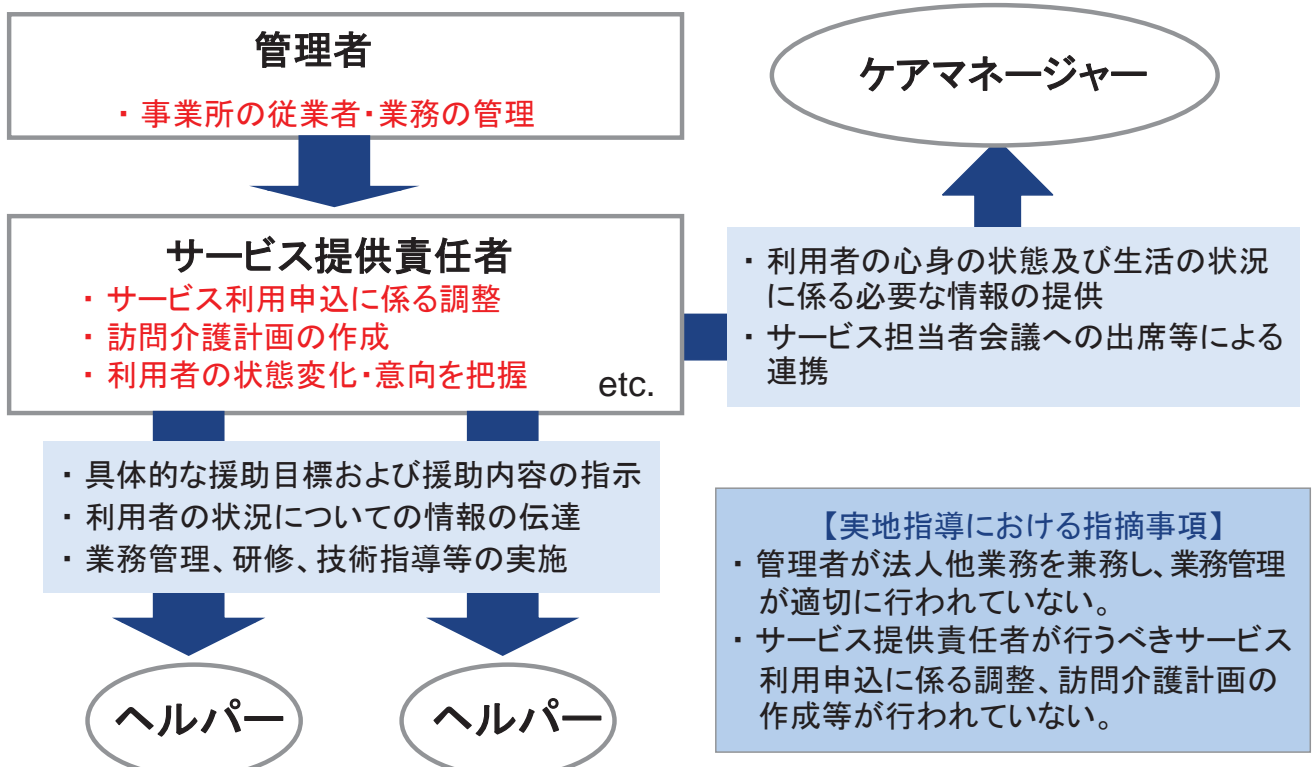 管理者
・事業所の従業者・業務の管理
ケアマネージャー
サービス提供責任者
・サービス利用申込に係る調整
・訪問介護計画の作成
・利用者の状態変化・意向を把握
etc.
・利用者の心身の状態及び生活の状況
に係る必要な情報の提供
・サービス担当者会議への出席等による
連携
・具体的な援助目標および援助内容の指示
・利用者の状況についての情報の伝達
・業務管理、研修、技術指導等の実施
【実地指導における指摘事項】
・管理者が法人他業務を兼務し、業務管理
が適切に行われていない。
・サービス提供責任者が行うべきサービス
利用申込に係る調整、訪問介護計画の
作成等が行われていない。
ヘルパー
ヘルパー